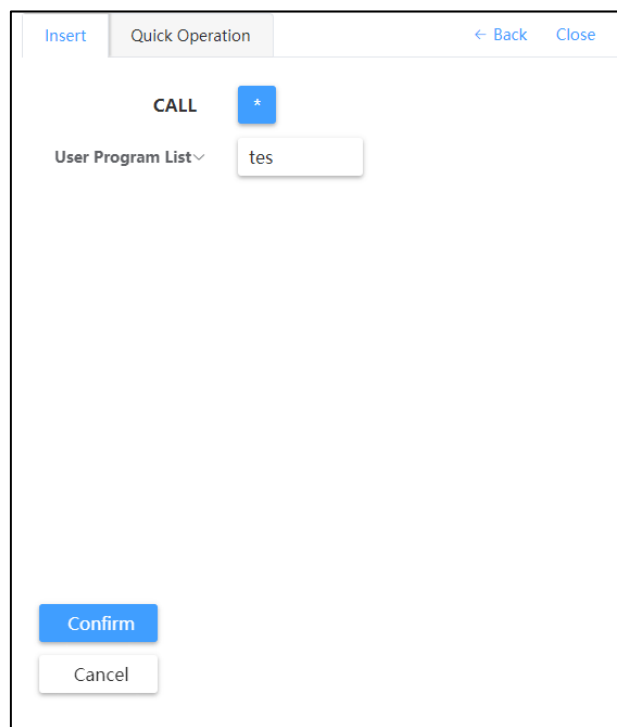 Insert Quick Operation ← Back Close
CALL *
User Program List tes
Confirm
Cancel